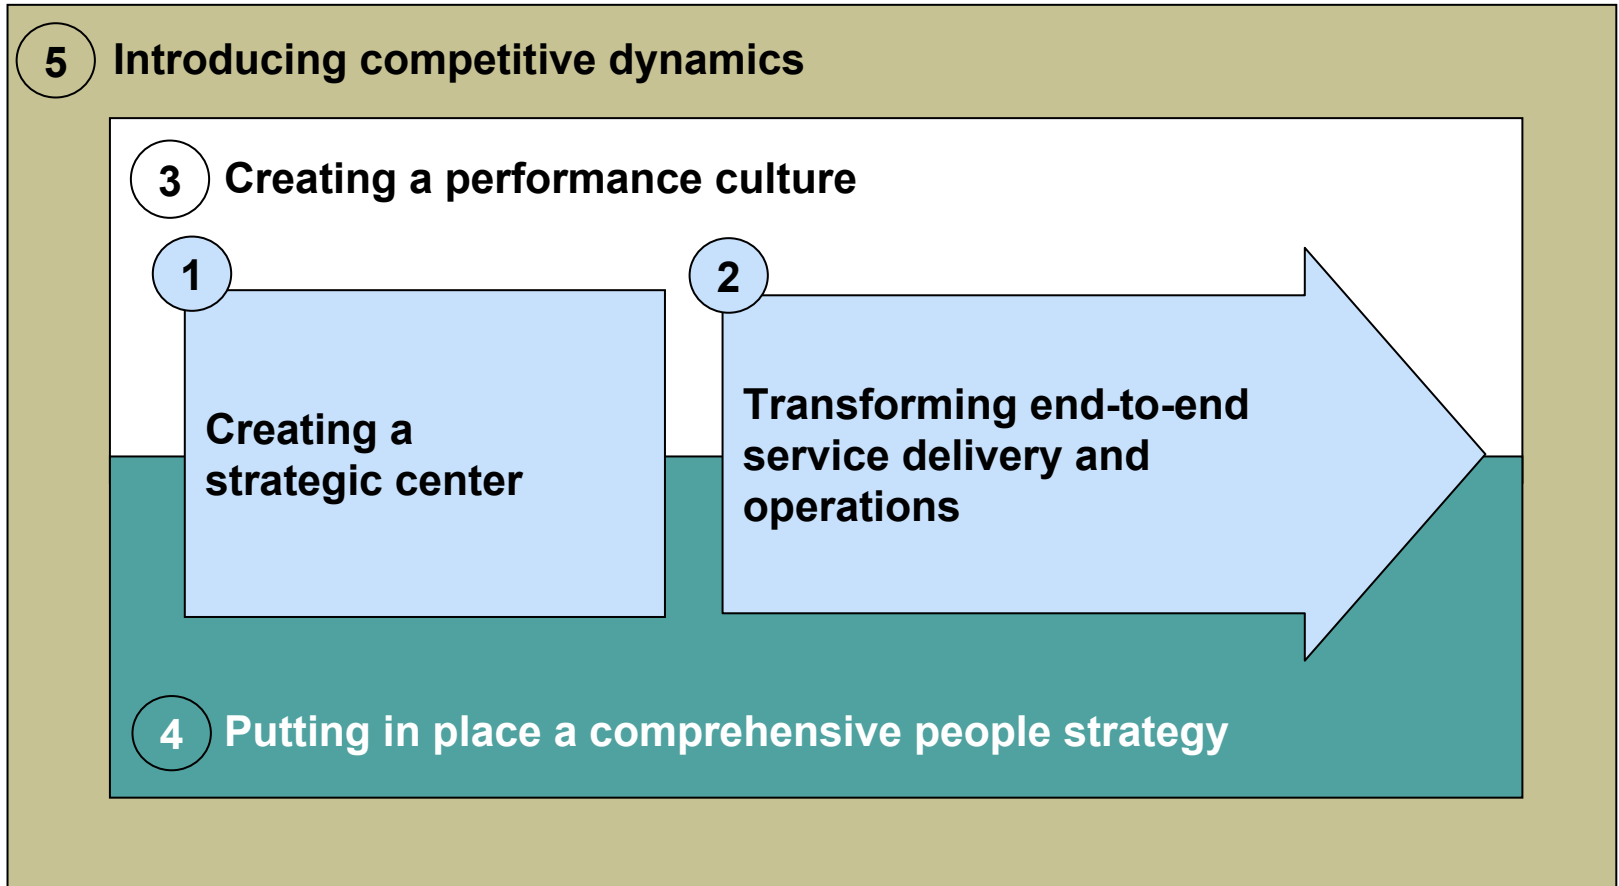 5 Introducing competitive dynamics
3 Creating a performance culture
1
Creating a
strategic center
2
Transforming end-to-end
service delivery and
operations
4 Putting in place a comprehensive people strategy